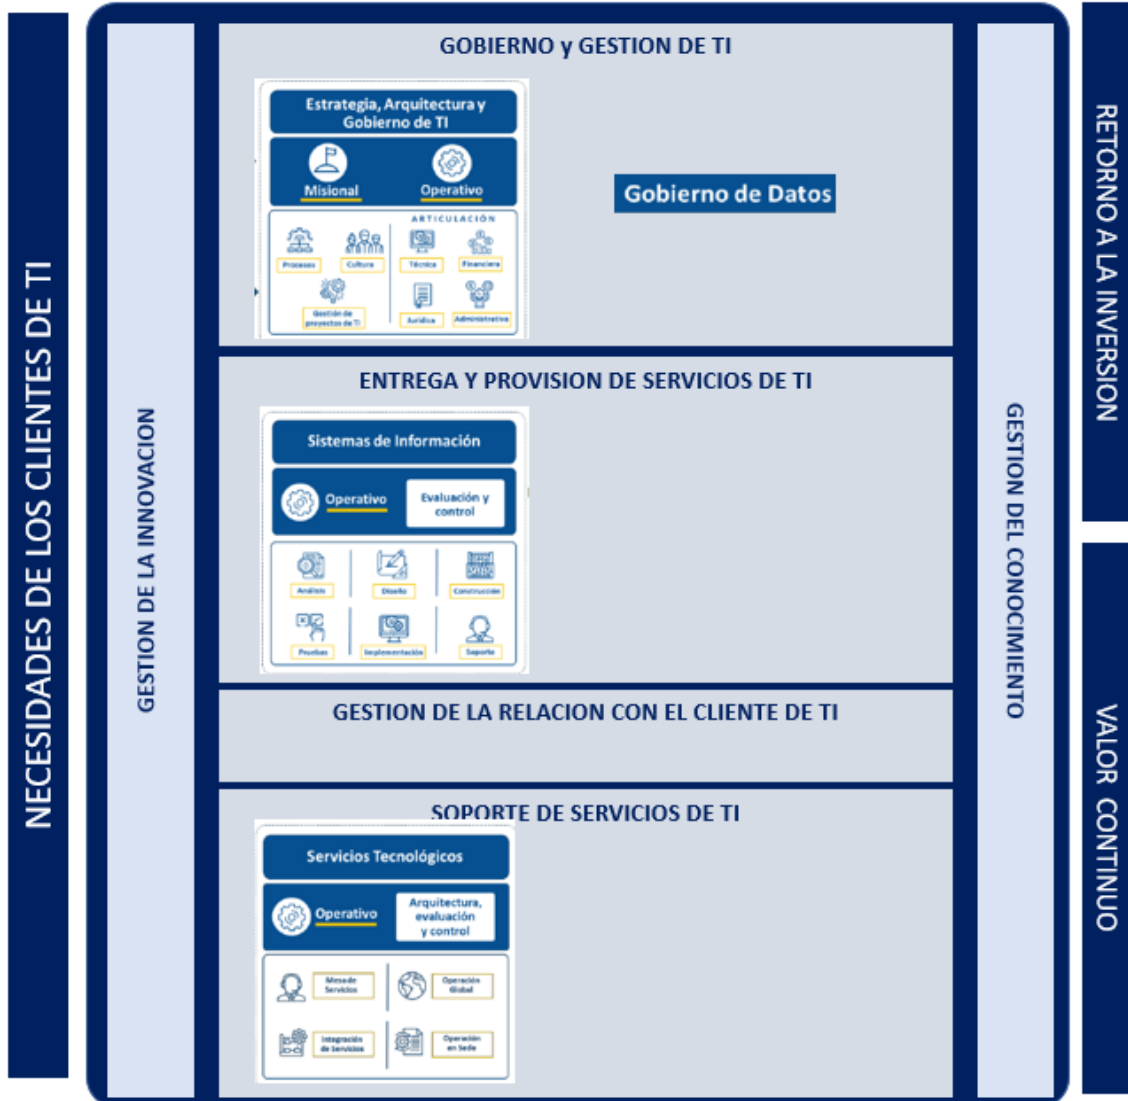 NECESIDADES DE LOS CLIENTES DE TI
GESTION DE LA INNOVACION
GOBIERNO y GESTION DE TI
Estrategia, Arquitectura y
Gobierno de TI
Misional
Operativo
ARTICULACIÓN
Procesos
Cultura
Técnica
Financiera
Gestión de
proyectos de TI
Jurídica
Administrativa
Gobierno de Datos
ENTREGA Y PROVISION DE SERVICIOS DE TI
Sistemas de Información
Operativo
Evaluación y
control
Análisis
Diseño
Construcción
Pruebas
Implementación
Soporte
GESTION DE LA RELACION CON EL CLIENTE DE TI
SOPORTE DE SERVICIOS DE TI
Servicios Tecnológicos
Operativo
Arquitectura,
evaluación
y control
Mesa de
Servicios
Operación
Global
Integración
de Servicios
Operación
en Sede
GESTION DEL CONOCIMIENTO
RETORNO A LA INVERSION
VALOR CONTINUO